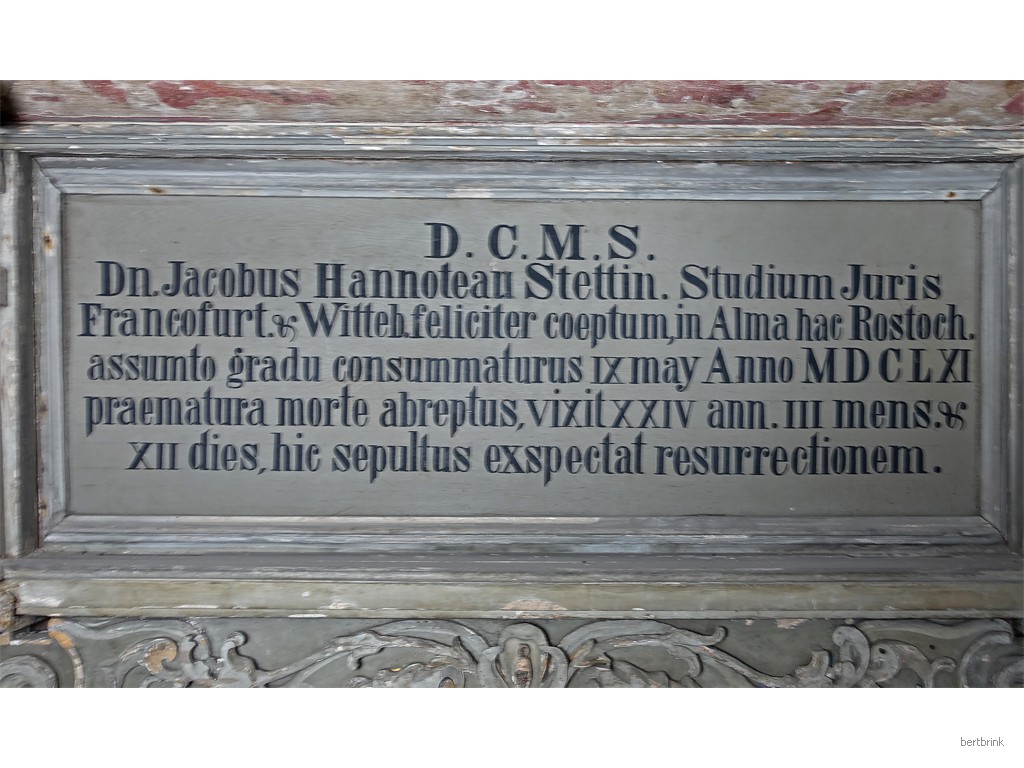 D. C. M. S.
Dn. Jacobus Hannoteau Stettin. Studium Juris
Francofurt. & Witteb. feliciter coeptum, in Alma hac Rostoch.
assumto gradu consummaturus IX may Anno MDCLXI
praematura morte abreptus, vixit XXIV ann. III mens. &
XII dies, hic sepultus exspectat resurrectionem.
bertbrink